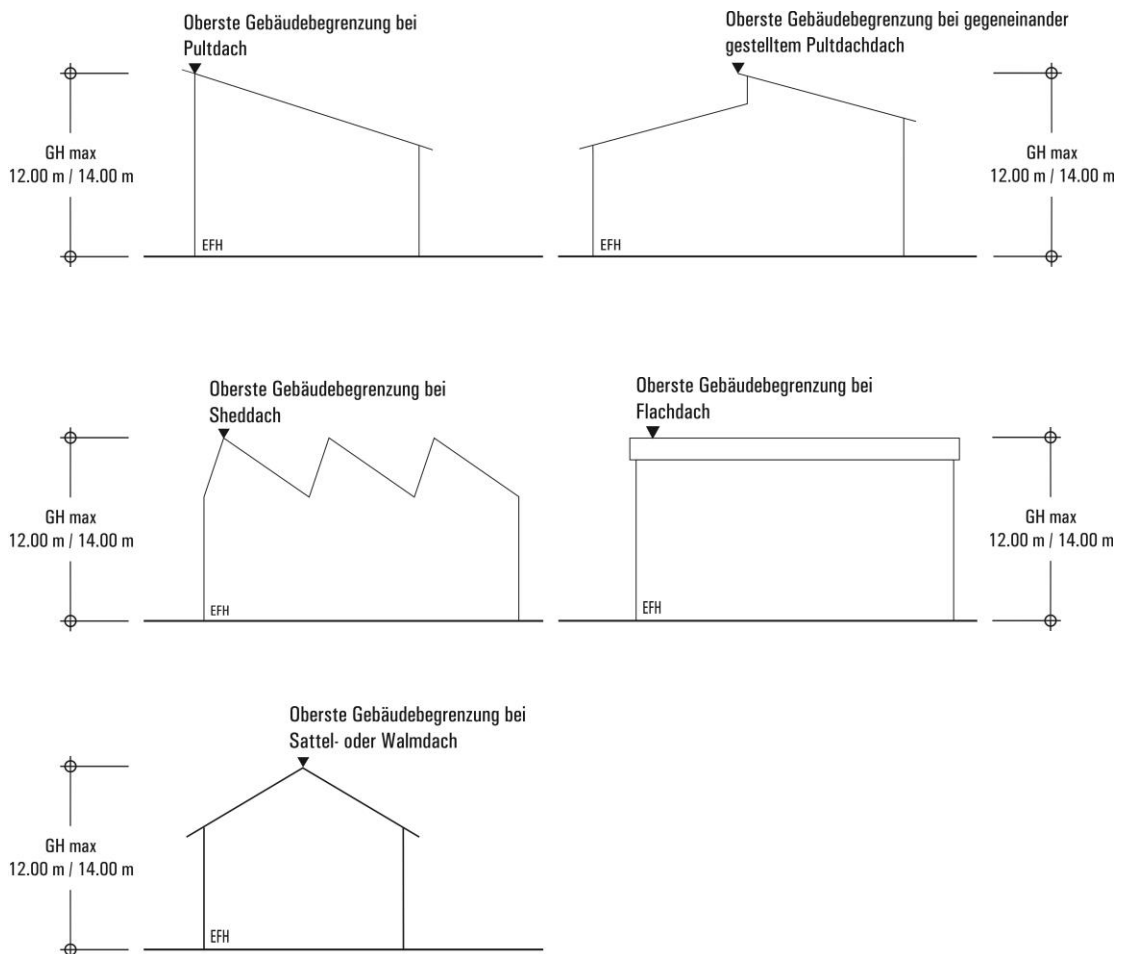 Oberste Gebäudebegrenzung bei
Pultdach
GH max
12.00 m / 14.00 m
EFH
Oberste Gebäudebegrenzung bei gegeneinander
gestelltem Pultdachdach
EFH
GH max
12.00 m / 14.00 m
Oberste Gebäudebegrenzung bei
Sheddach
GH max
12.00 m / 14.00 m
EFH
Oberste Gebäudebegrenzung bei
Flachdach
EFH
GH max
12.00 m / 14.00 m
Oberste Gebäudebegrenzung bei
Sattel- oder Walmdach
GH max
12.00 m / 14.00 m
EFH